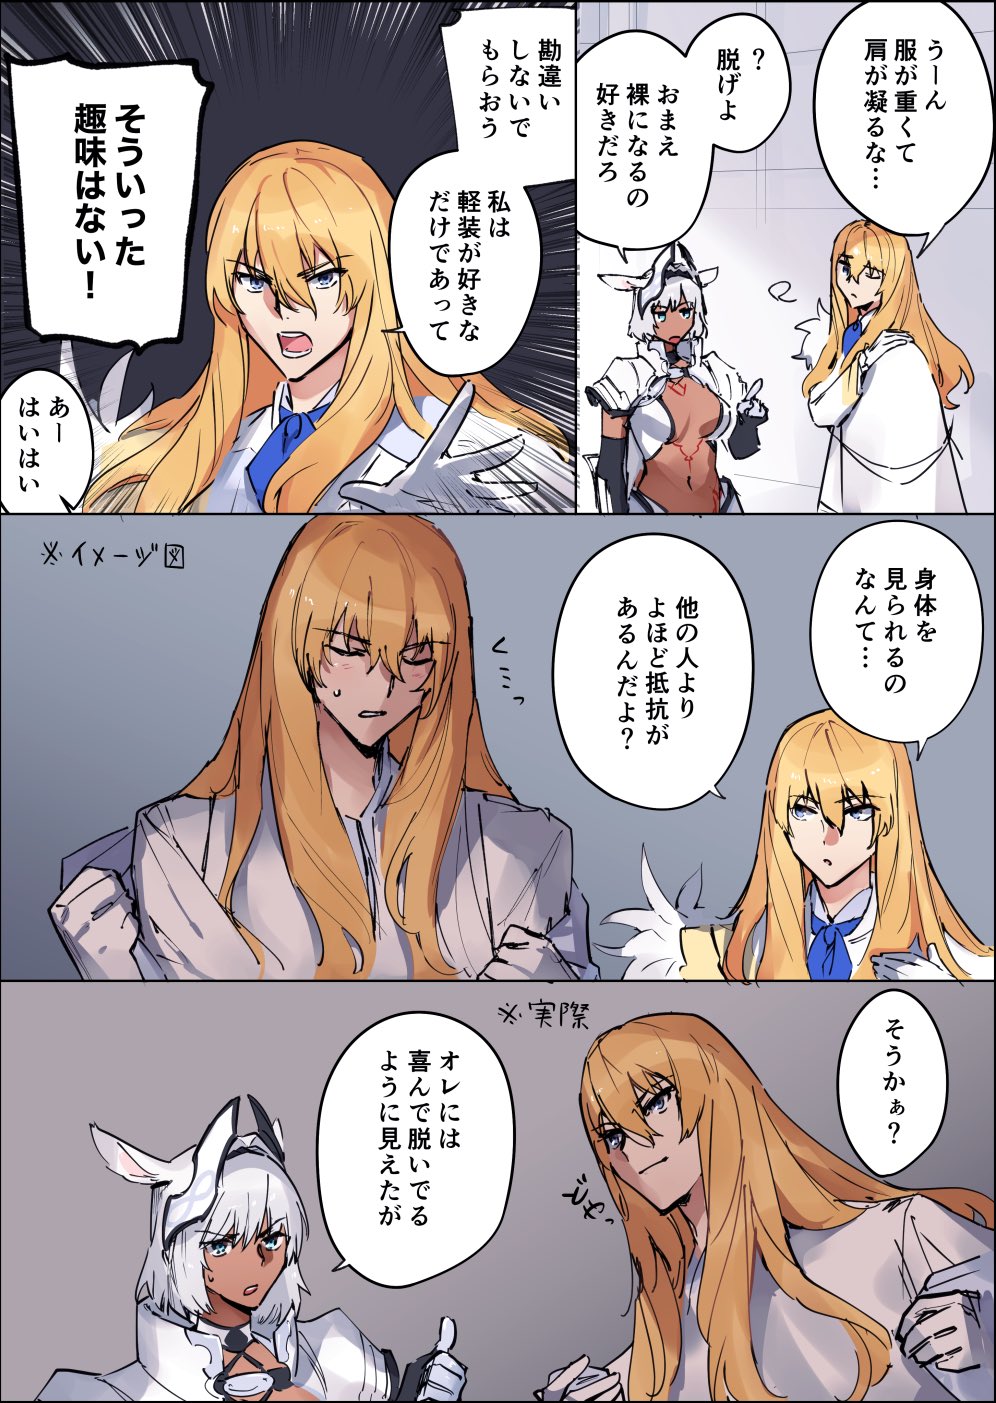 うーん
服が重くて
肩が凝るな…
？
脱げよ
おまえ
裸になるの
好きだろ
勘違い
しないで
もらおう
私は
軽装が好きな
だけであって
そういった
趣味はない！
あー
はいはい
身体を
見られるの
なんて…
他の人より
よほど抵抗が
あるんだよ？
※イメージ図
くっ…
そうかぁ？
※実際
じゃっ
オレには
喜んで脱いでる
ように見えたが